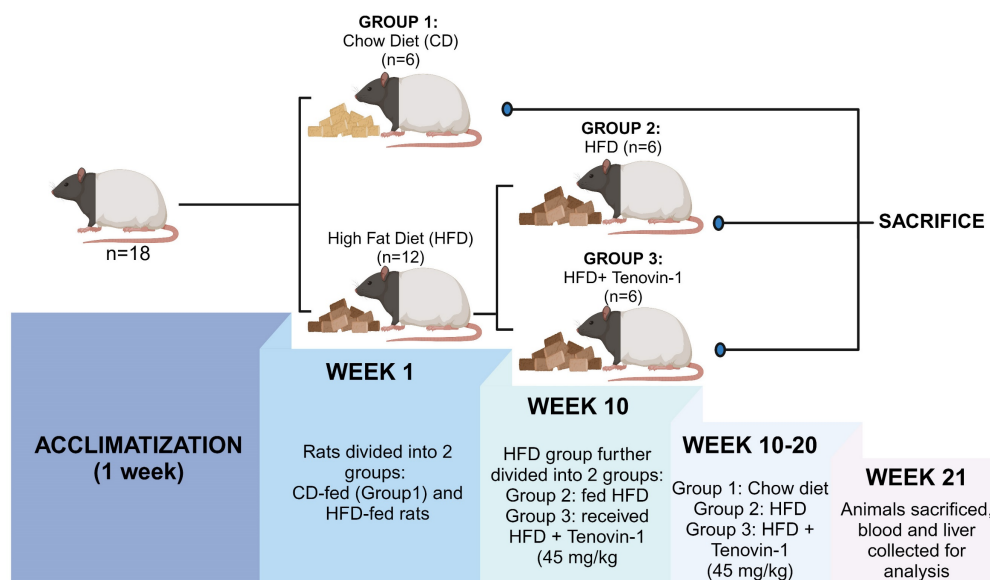 GROUP 1:
Chow Diet (CD)
(n=6)
GROUP 2:
HFD (n=6)
SACRIFICE
n=18
High Fat Diet (HFD)
(n=12)
GROUP 3:
HFD+ Tenovin-1
(n=6)
ACCLIMATIZATION
(1 week)
WEEK 1
Rats divided into 2
groups:
CD-fed (Group1) and
HFD-fed rats
WEEK 10
HFD group further
divided into 2 groups:
Group 2: fed HFD
Group 3: received
HFD + Tenovin-1
(45 mg/kg
WEEK 10-20
Group 1: Chow diet
Group 2: HFD
Group 3: HFD +
Tenovin-1
(45 mg/kg)
WEEK 21
Animals sacrificed,
blood and liver
collected for
analysis